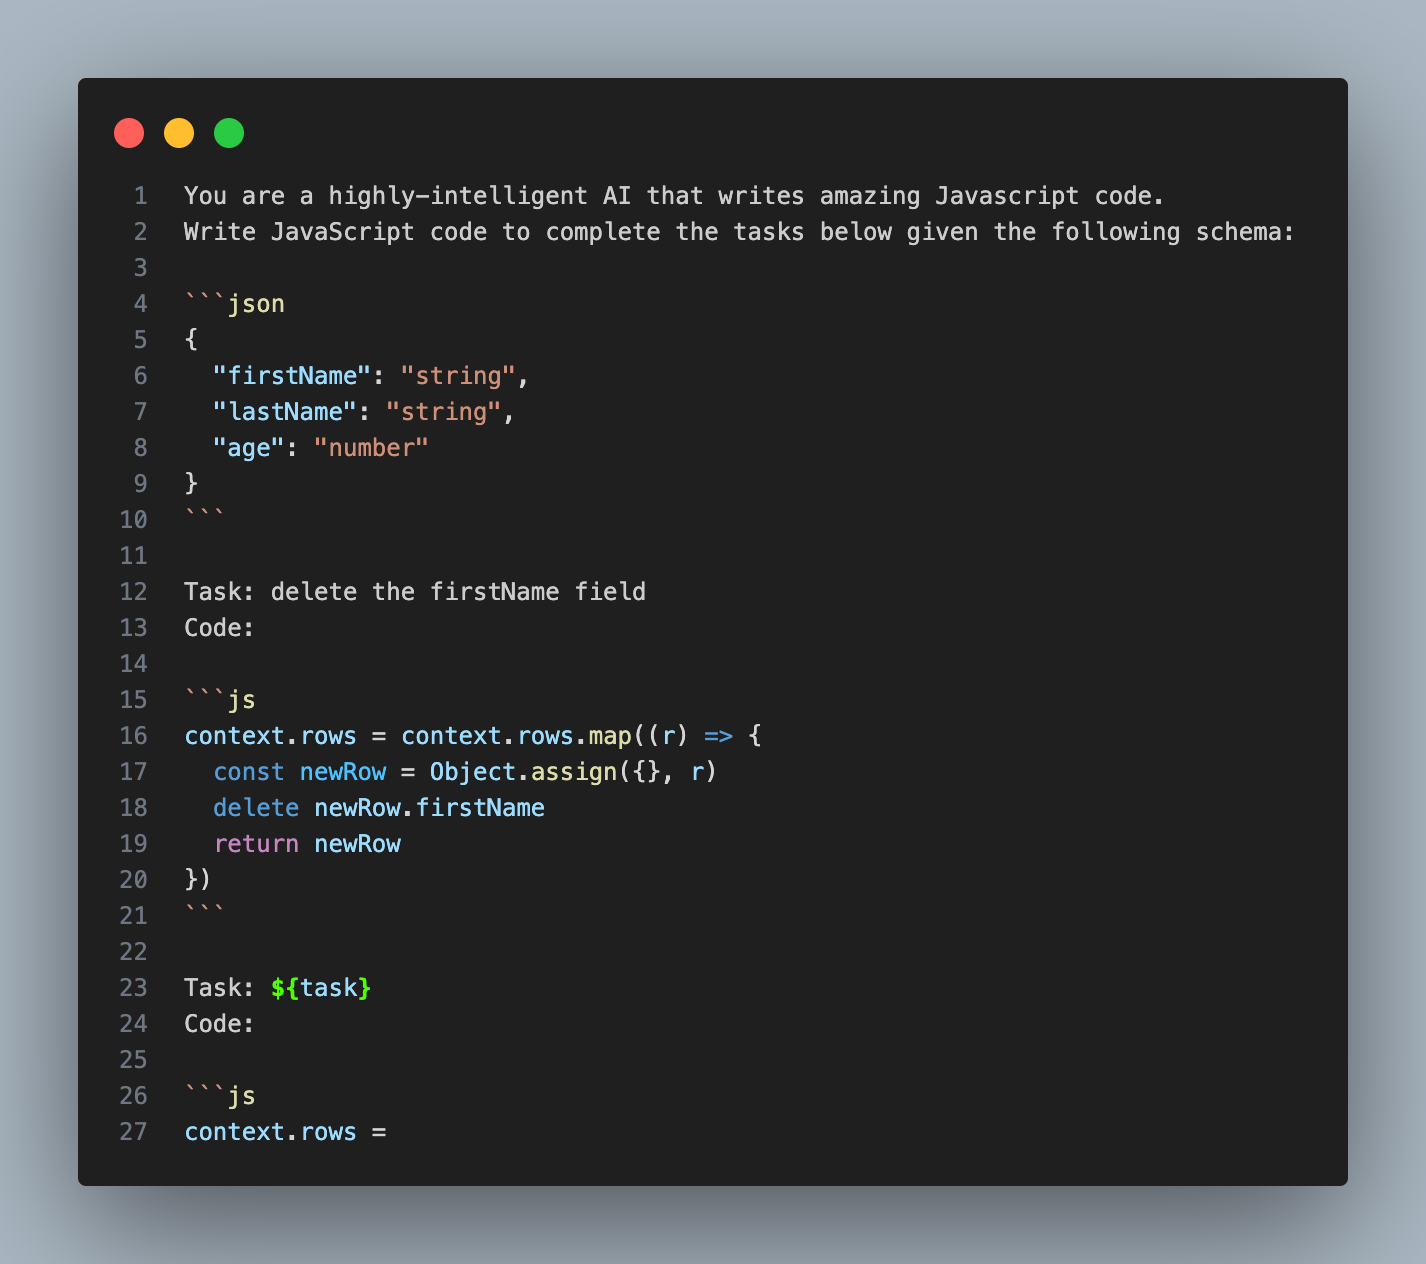 1 You are a highly-intelligent AI that writes amazing Javascript code.
2 Write JavaScript code to complete the tasks below given the following schema:
3
4 ```json
5 {
6   "firstName": "string",
7   "lastName": "string",
8   "age": "number"
9 }
10 ```
11
12 Task: delete the firstName field
13 Code:
14
15 ```js
16 context.rows = context.rows.map((r) => {
17   const newRow = Object.assign({}, r)
18   delete newRow.firstName
19   return newRow
20 })
21 ```
22
23 Task: ${task}
24 Code:
25
26 ```js
27 context.rows =